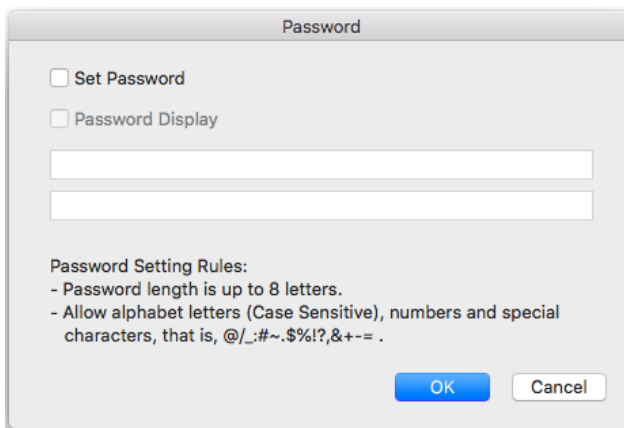 Password
Set Password
Password Display
Password Setting Rules:
- Password length is up to 8 letters.
- Allow alphabet letters (Case Sensitive), numbers and special
characters, that is, @/_:#~.$%!?,&+-= .
OK Cancel